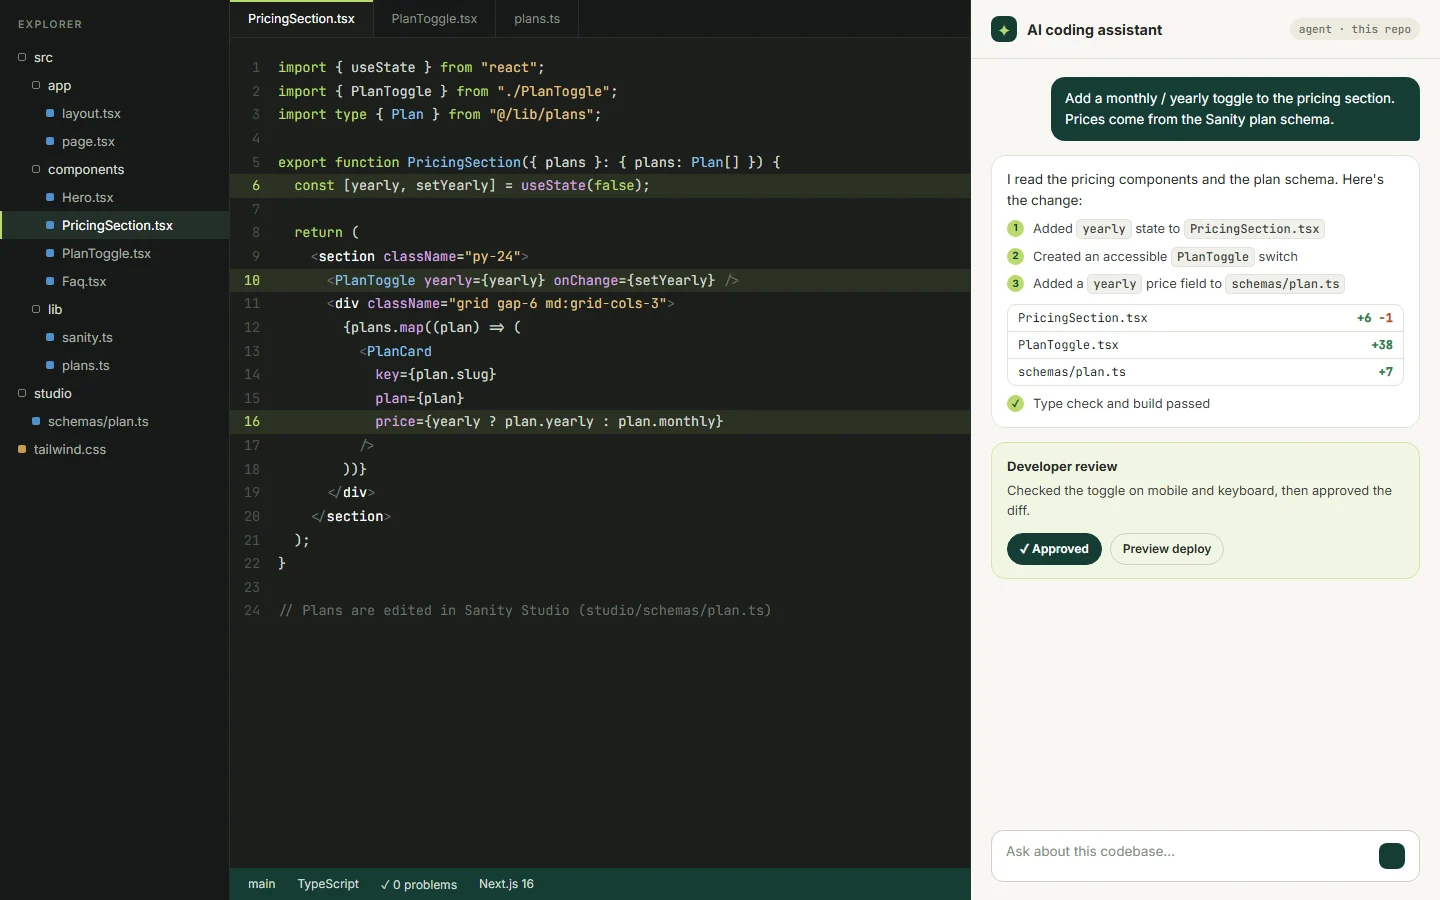 EXPLORER
src
app
layout.tsx
page.tsx
components
Hero.tsx
PricingSection.tsx
PlanToggle.tsx
Faq.tsx
lib
sanity.ts
plans.ts
studio
schemas/plan.ts
tailwind.css
PricingSection.tsx PlanToggle.tsx plans.ts
1 import { useState } from "react";
2 import { PlanToggle } from "./PlanToggle";
3 import type { Plan } from "@/lib/plans";
4
5 export function PricingSection({ plans }: { plans: Plan[] }) {
6 const [yearly, setYearly] = useState(false);
7
8 return (
9 <section className="py-24">
10 <PlanToggle yearly={yearly} onChange={setYearly} />
11 <div className="grid gap-6 md:grid-cols-3">
12 {plans.map((plan) => (
13 <PlanCard
14 key={plan.slug}
15 plan={plan}
16 price={yearly ? plan.yearly : plan.monthly}
17 />
18 ))}
19 </div>
20 </section>
21 );
22 }
23
24 // Plans are edited in Sanity Studio (studio/schemas/plan.ts)
main TypeScript ✓ 0 problems Next.js 16
AI coding assistant agent · this repo
Add a monthly / yearly toggle to the pricing section.
Prices come from the Sanity plan schema.
I read the pricing components and the plan schema. Here's
the change:
1 Added yearly state to PricingSection.tsx
2 Created an accessible PlanToggle switch
3 Added a yearly price field to schemas/plan.ts
PricingSection.tsx +6 -1
PlanToggle.tsx +38
schemas/plan.ts +7
✓ Type check and build passed
Developer review
Checked the toggle on mobile and keyboard, then approved the
diff.
✓ Approved Preview deploy
Ask about this codebase...